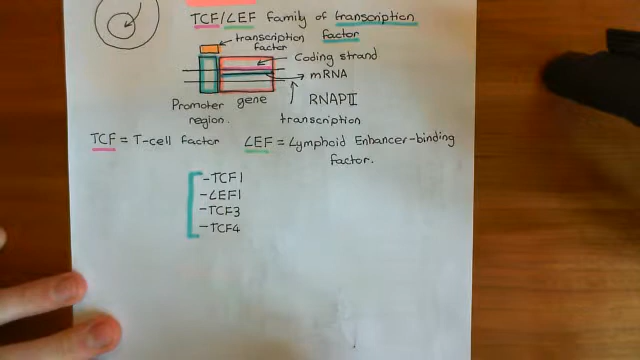 TCF/LEF family of transcription
factor
transcription
factor
Coding strand
mRNA
Promoter
region.
gene
RNAPII
transcription
TCF = T-cell factor LEF = Lymphoid Enhancer-binding
factor.
-TCF1
-LEF1
-TCF3
-TCF4